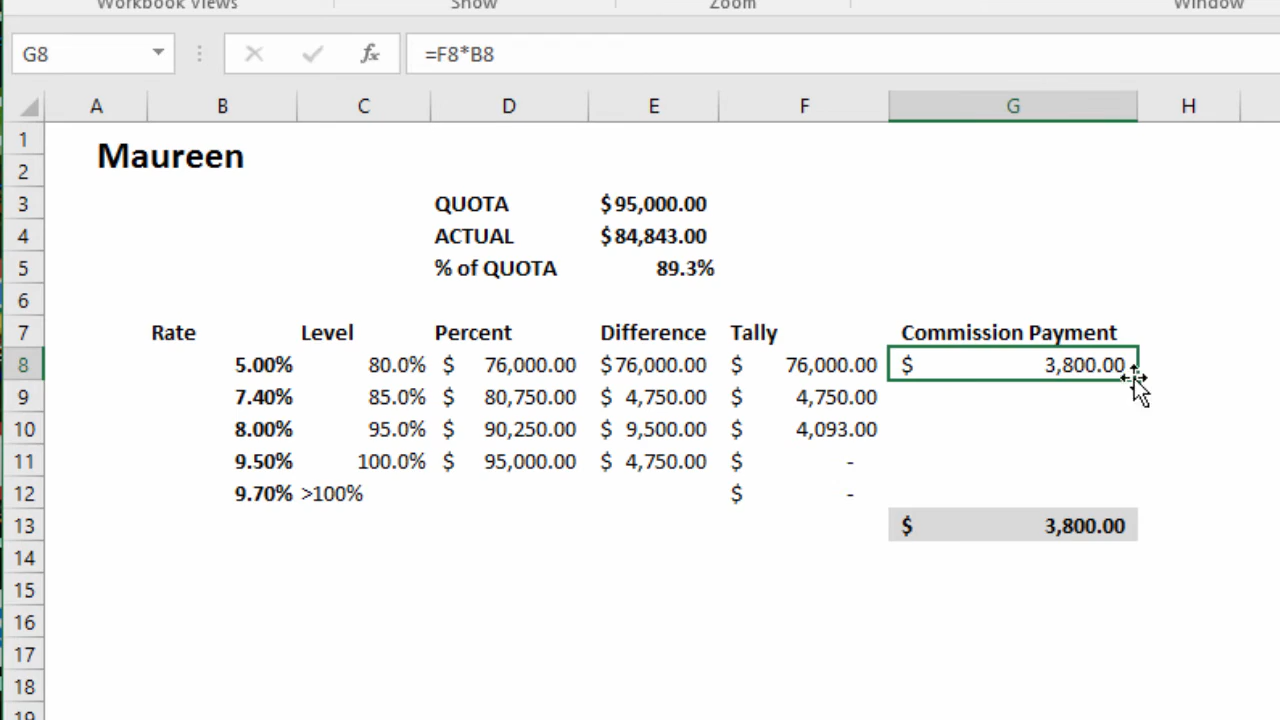 Workbook Views Show Zoom Window
G8 fx =F8*B8
A B C D E F G H
1
Maureen
2
3 QUOTA $95,000.00
4 ACTUAL $84,843.00
5 % of QUOTA 89.3%
6
7 Rate Level Percent Difference Tally Commission Payment
8 5.00% 80.0% $ 76,000.00 $76,000.00 $ 76,000.00 $ 3,800.00
9 7.40% 85.0% $ 80,750.00 $ 4,750.00 $ 4,750.00
10 8.00% 95.0% $ 90,250.00 $ 9,500.00 $ 4,093.00
11 9.50% 100.0% $ 95,000.00 $ 4,750.00 $ -
12 9.70% >100% $ -
13 $ 3,800.00
14
15
16
17
18
19